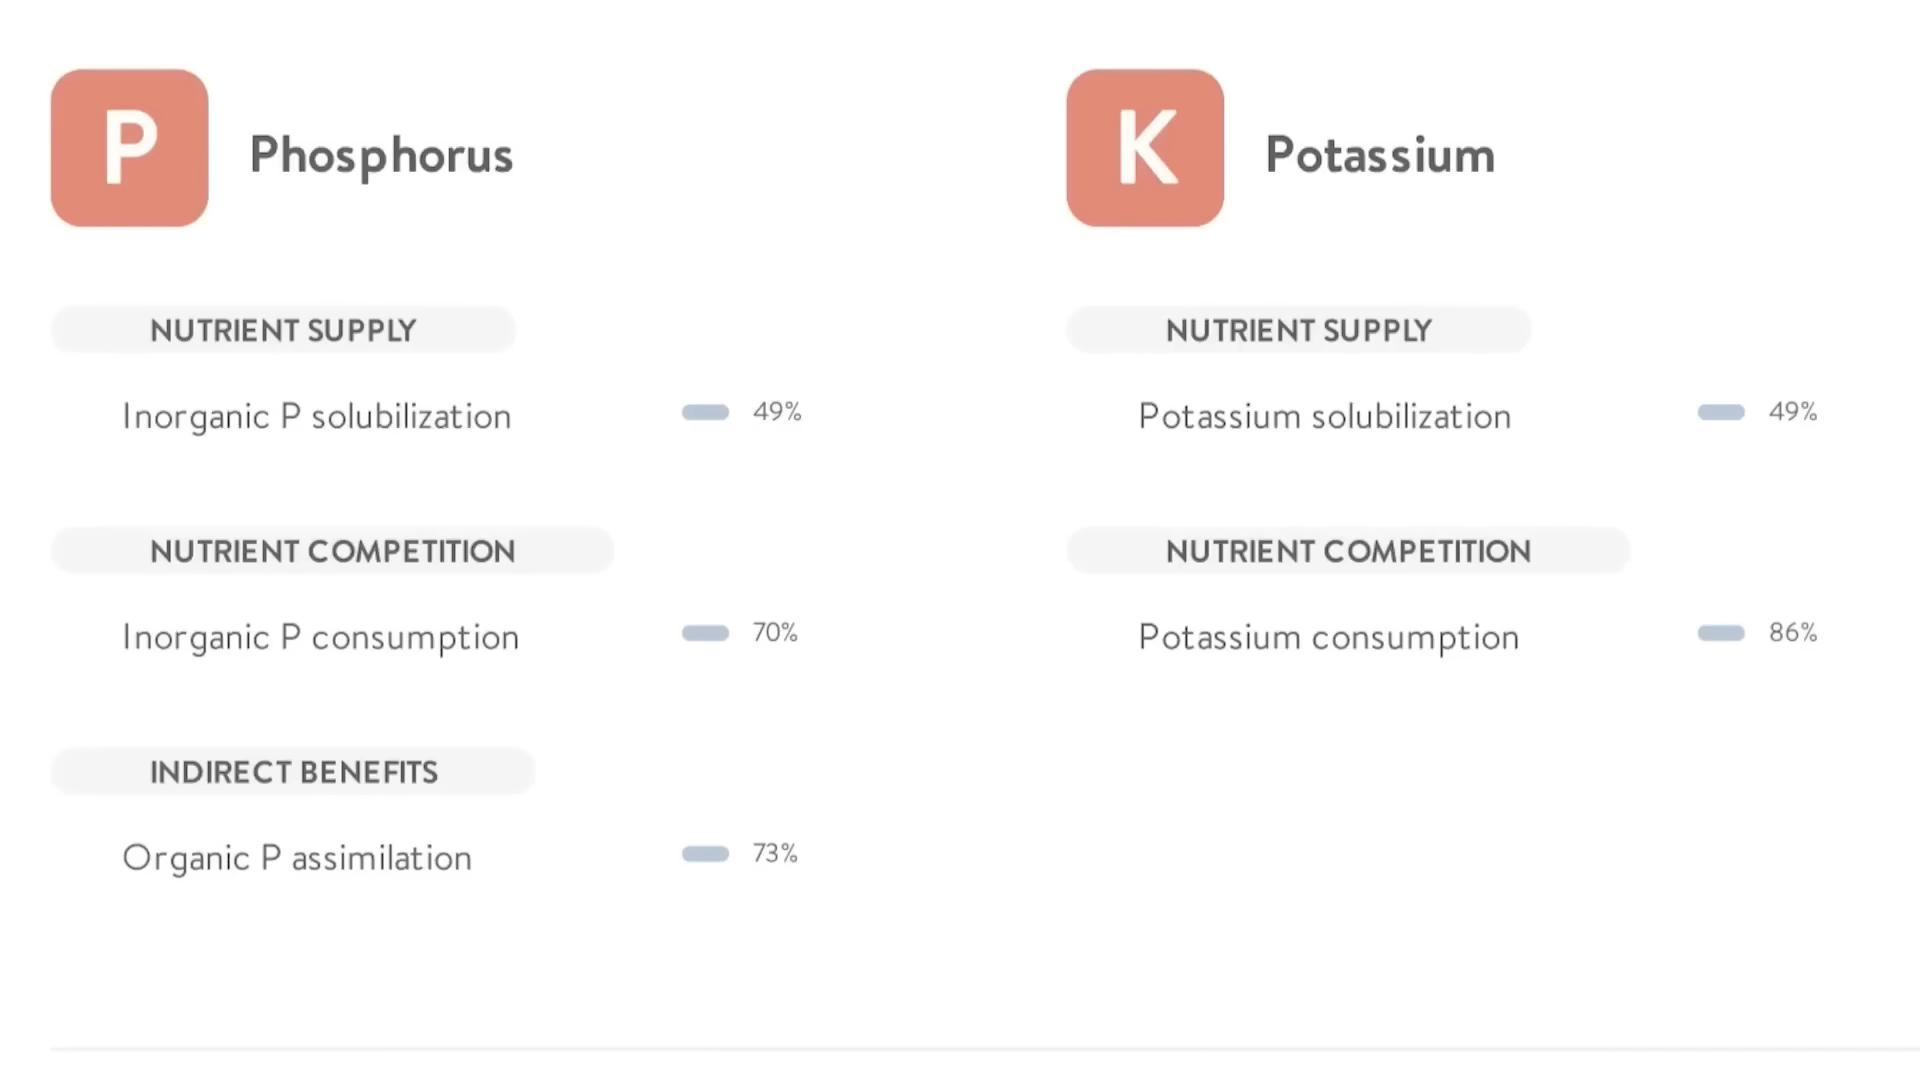 P
Phosphorus
NUTRIENT SUPPLY
Inorganic P solubilization 49%
NUTRIENT COMPETITION
Inorganic P consumption 70%
INDIRECT BENEFITS
Organic P assimilation 73%
K
Potassium
NUTRIENT SUPPLY
Potassium solubilization 49%
NUTRIENT COMPETITION
Potassium consumption 86%